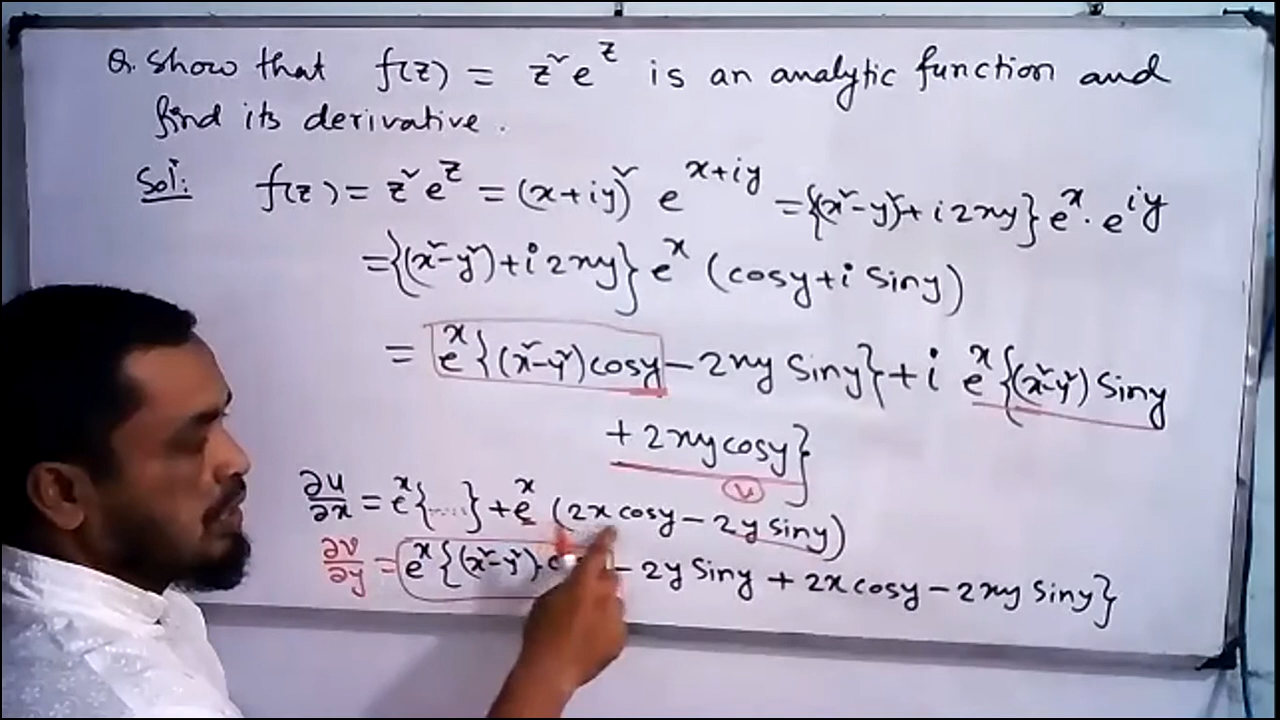 Q. Show that f(z) = z² e^z is an analytic function and
find its derivative.
Solⁿ: f(z) = z² e^z = (x+iy)² e^{x+iy} = {(x²-y²)+i2xy} e^x · e^{iy}
= {(x²-y²)+i2xy} e^x (cosy+i Siny)
= e^x {(x²-y²)cosy - 2xy Siny} + i e^x {(x²-y²) Siny
+ 2xy cosy}
∂u/∂x = e^x {....} + e^x (2x cosy - 2y siny)
∂v/∂y = e^x {(x²-y²) - 2y Siny + 2x cosy - 2xy Siny}